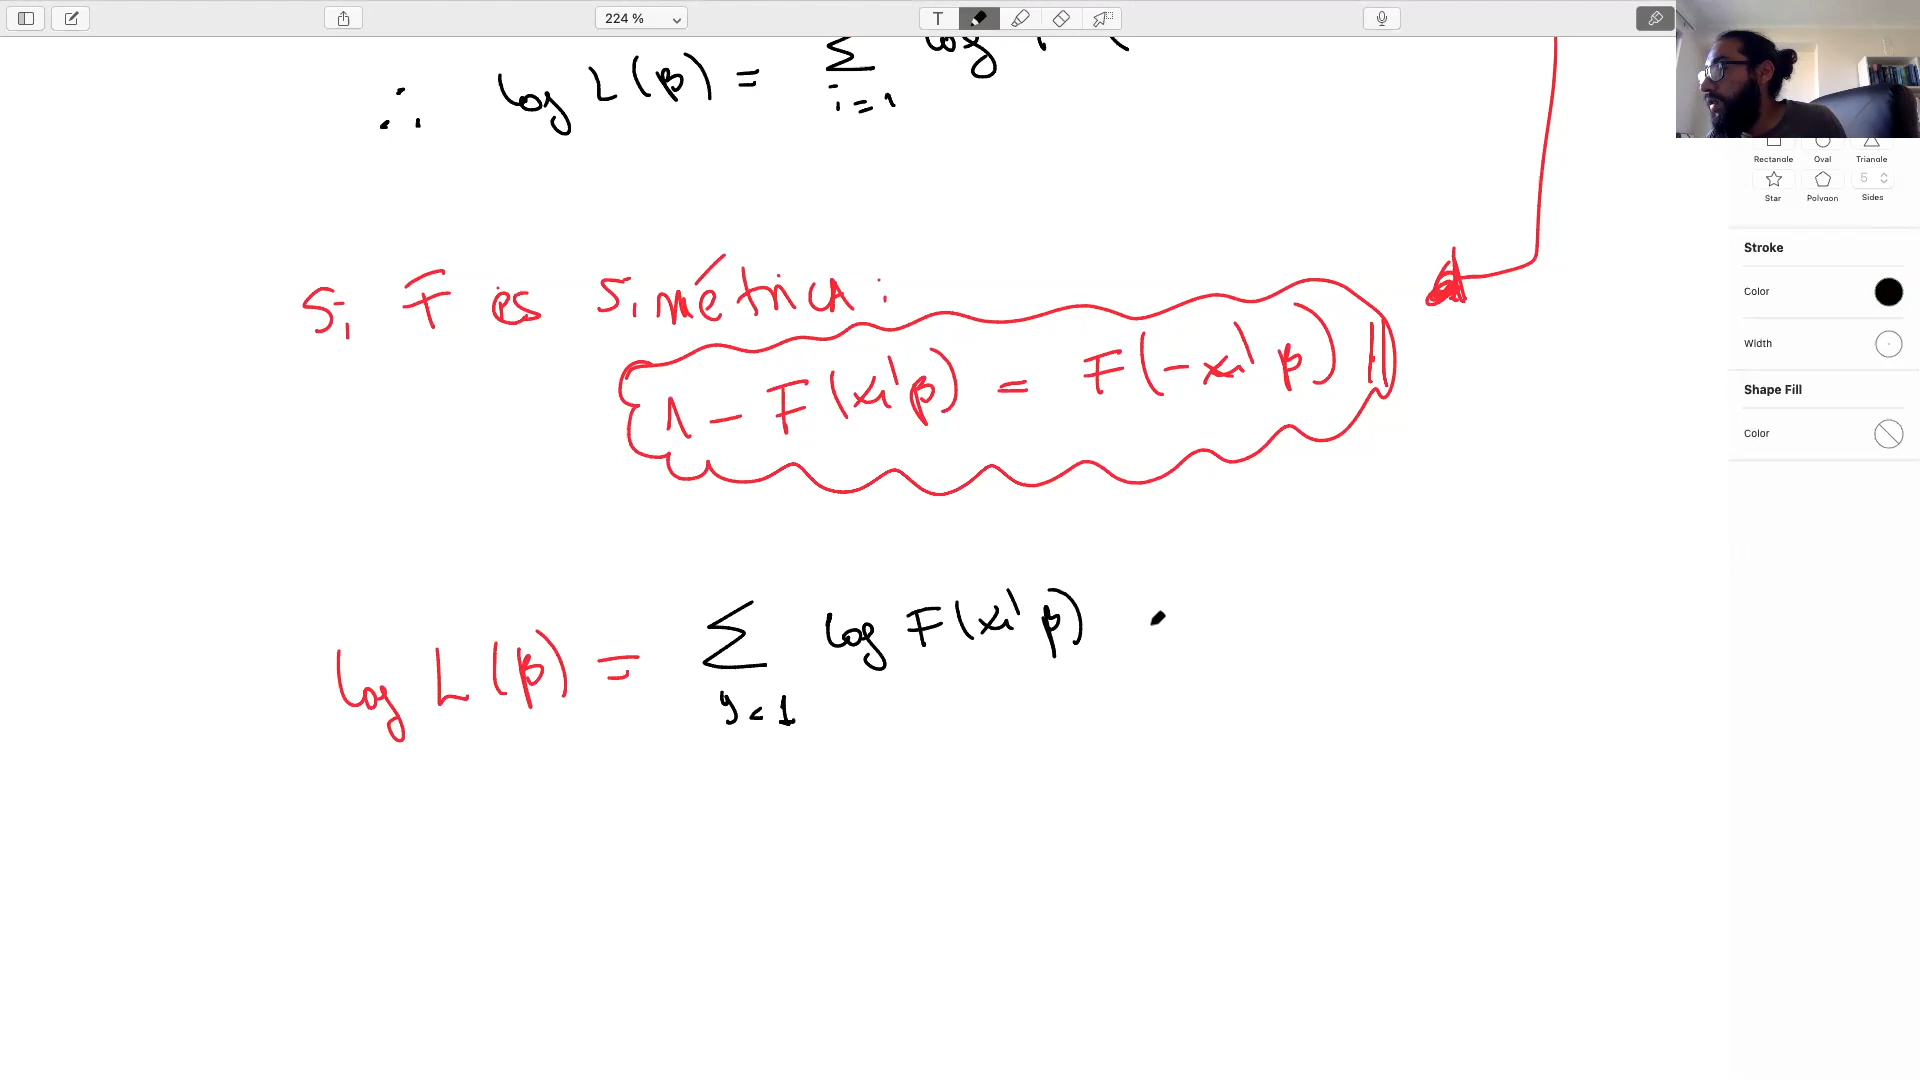 224 %
T
∴ log L(β) = Σ log
i=1
Rectangle Oval Triangle
5
Star Polygon Sides
Stroke
Color
Width
Shape Fill
Color
Si F es simétrica:
1 - F(xi'β) = F(-xi'β)
log L(β) = Σ log F(xi'β)
y<1